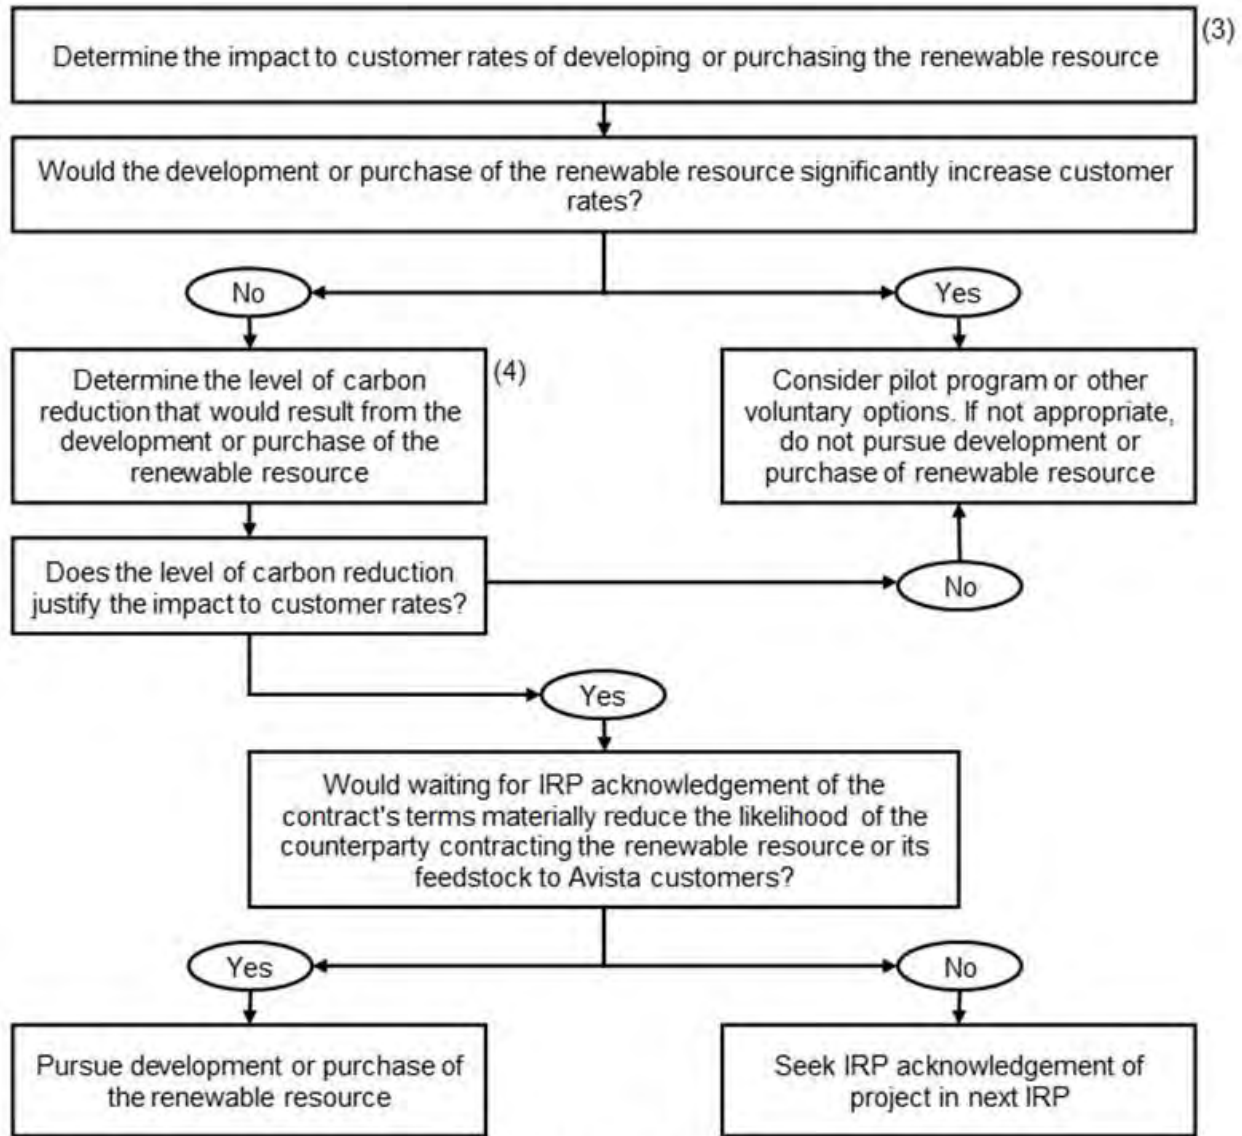 Determine the impact to customer rates of developing or purchasing the renewable resource
(3)
Would the development or purchase of the renewable resource significantly increase customer
rates?
No
Yes
Determine the level of carbon
reduction that would result from the
development or purchase of the
renewable resource
(4)
Consider pilot program or other
voluntary options. If not appropriate,
do not pursue development or
purchase of renewable resource
Does the level of carbon reduction
justify the impact to customer rates?
No
Yes
Would waiting for IRP acknowledgement of the
contract's terms materially reduce the likelihood of the
counterparty contracting the renewable resource or its
feedstock to Avista customers?
Yes
No
Pursue development or purchase of
the renewable resource
Seek IRP acknowledgement of
project in next IRP